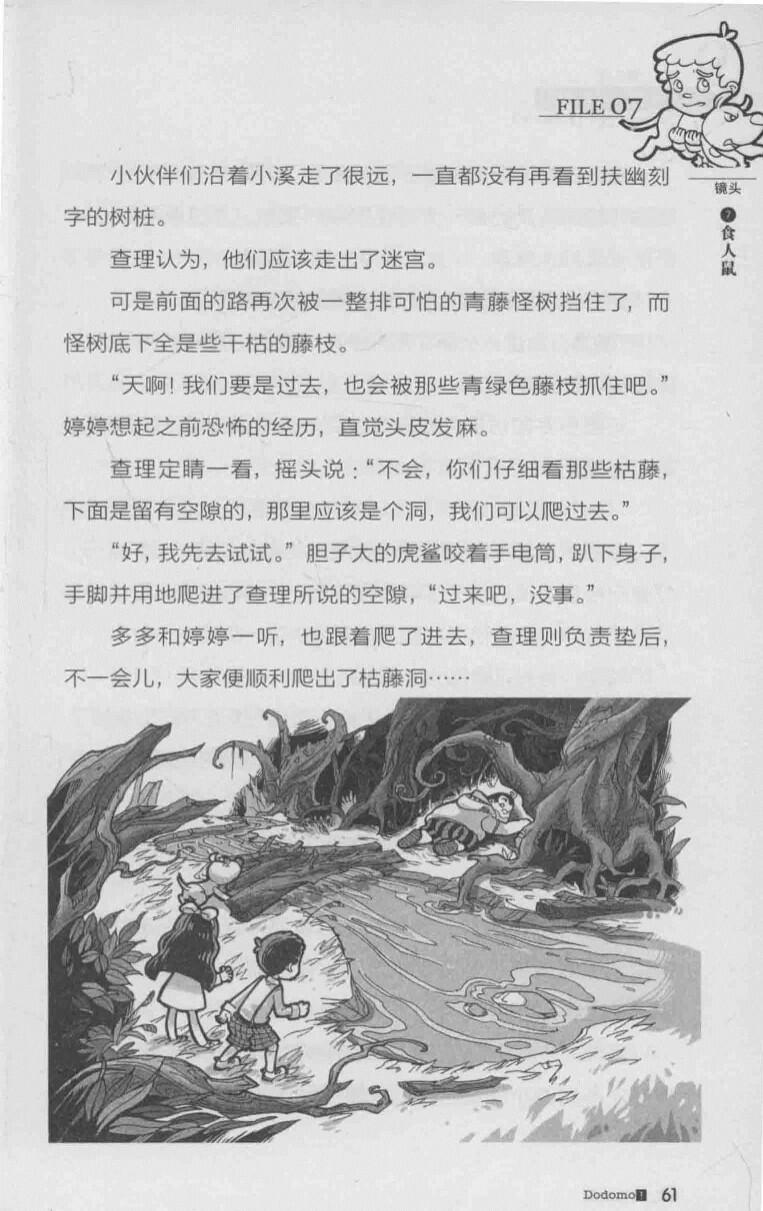 FILE 07
镜头
7
食人鼠
小伙伴们沿着小溪走了很远，一直都没有再看到扶幽刻
字的树桩。
查理认为，他们应该走出了迷宫。
可是前面的路再次被一整排可怕的青藤怪树挡住了，而
怪树底下全是些干枯的藤枝。
“天啊！我们要是过去，也会被那些青绿色藤枝抓住吧。”
婷婷想起之前恐怖的经历，直觉头皮发麻。
查理定睛一看，摇头说：“不会，你们仔细看那些枯藤，
下面是留有空隙的，那里应该是个洞，我们可以爬过去。”
“好，我先去试试。”胆子大的虎鲨咬着手电筒，趴下身子，
手脚并用地爬进了查理所说的空隙，“过来吧，没事。”
多多和婷婷一听，也跟着爬了进去，查理则负责垫后，
不一会儿，大家便顺利爬出了枯藤洞……
Dodomo1 61